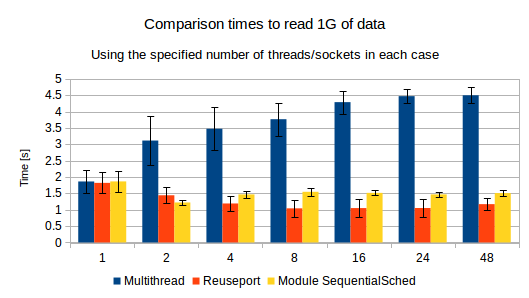 Comparison times to read 1G of data
Using the specified number of threads/sockets in each case
5
4.5
4
3.5
3
2.5
2
1.5
1
0.5
0
Time [s]
1 2 4 8 16 24 48
Multithread Reuseport Module SequentialSched